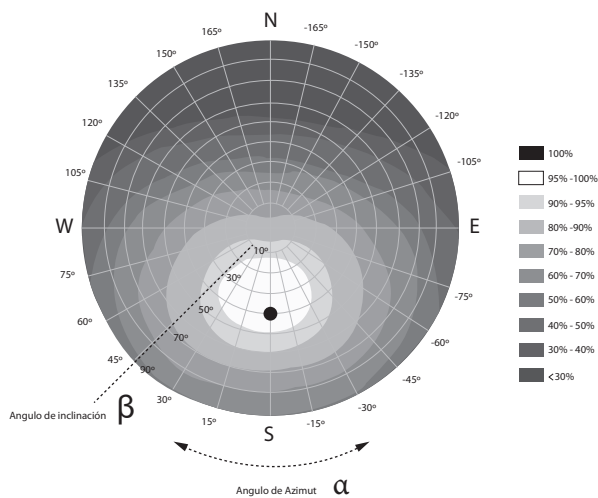 N
165º
-165º
150º
-150º
135º
-135º
120º
-120º
105º
-105º
W
E
75º
-75º
60º
-60º
45º
-45º
30º
-30º
15º
-15º
S
10º
30º
50º
70º
90º
Angulo de inclinación β
Angulo de Azimut α
100%
95% -100%
90% - 95%
80% -90%
70% - 80%
60% - 70%
50% - 60%
40% - 50%
30% - 40%
<30%